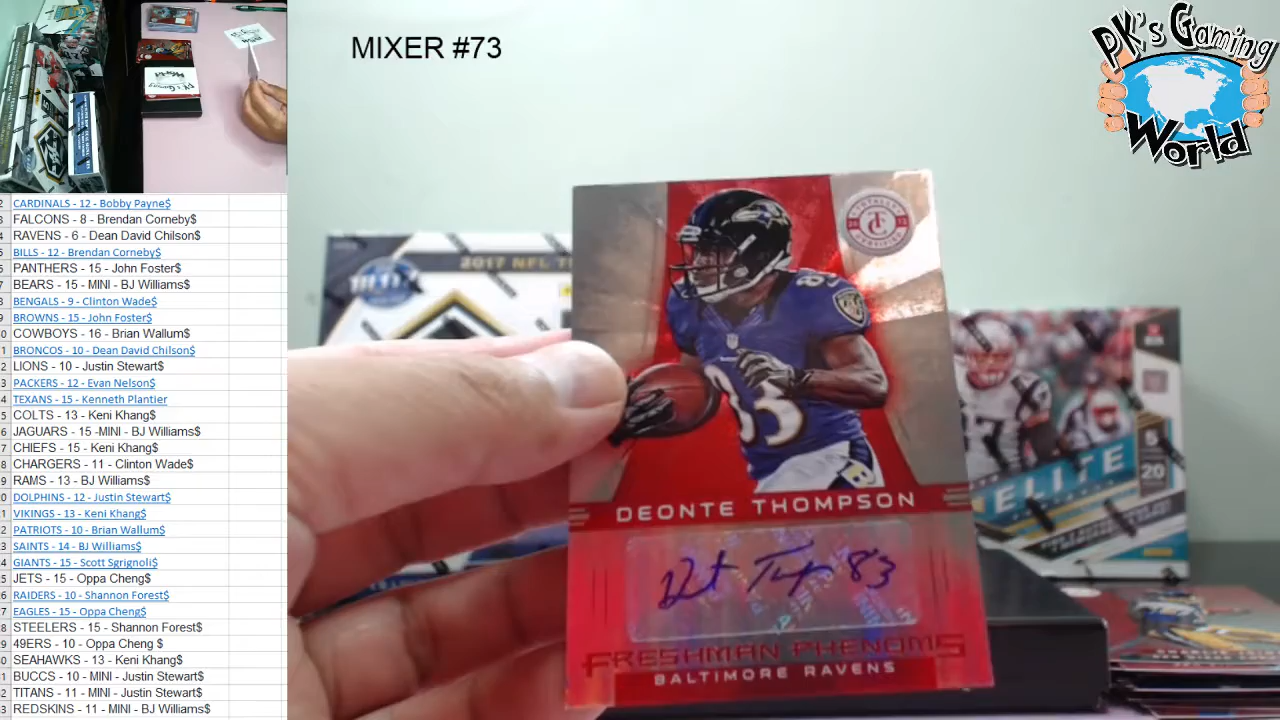 MIXER #73
PK's Gaming
World
CARDINALS - 12 - Bobby Payne$
FALCONS - 8 - Brendan Corneby$
RAVENS - 6 - Dean David Chilson$
BILLS - 12 - Brendan Corneby$
PANTHERS - 15 - John Foster$
BEARS - 15 - MINI - BJ Williams$
BENGALS - 9 - Clinton Wade$
BROWNS - 15 - John Foster$
COWBOYS - 16 - Brian Wallum$
BRONCOS - 10 - Dean David Chilson$
LIONS - 10 - Justin Stewart$
PACKERS - 12 - Evan Nelson$
TEXANS - 15 - Kenneth Plantier
COLTS - 13 - Keni Khang$
JAGUARS - 15 -MINI - BJ Williams$
CHIEFS - 15 - Keni Khang$
CHARGERS - 11 - Clinton Wade$
RAMS - 13 - BJ Williams$
DOLPHINS - 12 - Justin Stewart$
VIKINGS - 13 - Keni Khang$
PATRIOTS - 10 - Brian Wallum$
SAINTS - 14 - BJ Williams$
GIANTS - 15 - Scott Sgrignoli$
JETS - 15 - Oppa Cheng$
RAIDERS - 10 - Shannon Forest$
EAGLES - 15 - Oppa Cheng$
STEELERS - 15 - Shannon Forest$
49ERS - 10 - Oppa Cheng $
SEAHAWKS - 13 - Keni Khang$
BUCCS - 10 - MINI - Justin Stewart$
TITANS - 11 - MINI - Justin Stewart$
REDSKINS - 11 - MINI - BJ Williams$
2017 NFL
TOTALLY
TC
CERTIFIED
83
DEONTE THOMPSON
83
FRESHMAN PHENOMS
BALTIMORE RAVENS
ELITE
5
20